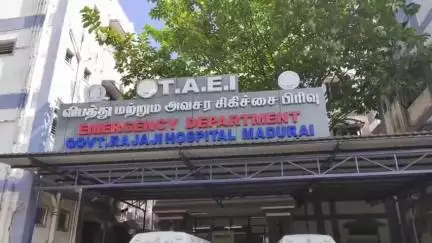 T.A.E.I
விபத்து மற்றும் அவசர சிகிச்சை பிரிவு
EMERGENCY DEPARTMENT
GOVT.RAJAJI HOSPITAL MADURAI